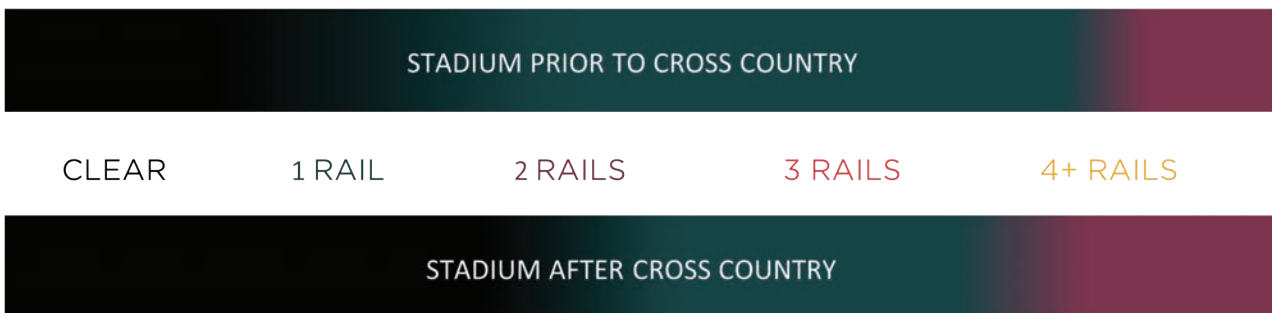 STADIUM PRIOR TO CROSS COUNTRY
CLEAR 1 RAIL 2 RAILS 3 RAILS 4+ RAILS
STADIUM AFTER CROSS COUNTRY